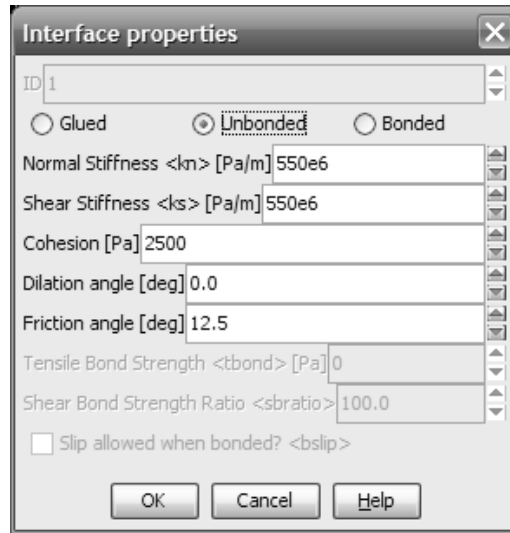 Interface properties
ID 1
Glued Unbonded Bonded
Normal Stiffness <kn> [Pa/m] 550e6
Shear Stiffness <ks> [Pa/m] 550e6
Cohesion [Pa] 2500
Dilation angle [deg] 0.0
Friction angle [deg] 12.5
Tensile Bond Strength <tbond> [Pa] 0
Shear Bond Strength Ratio <sbratio> 100.0
Slip allowed when bonded? <bslip>
OK Cancel Help